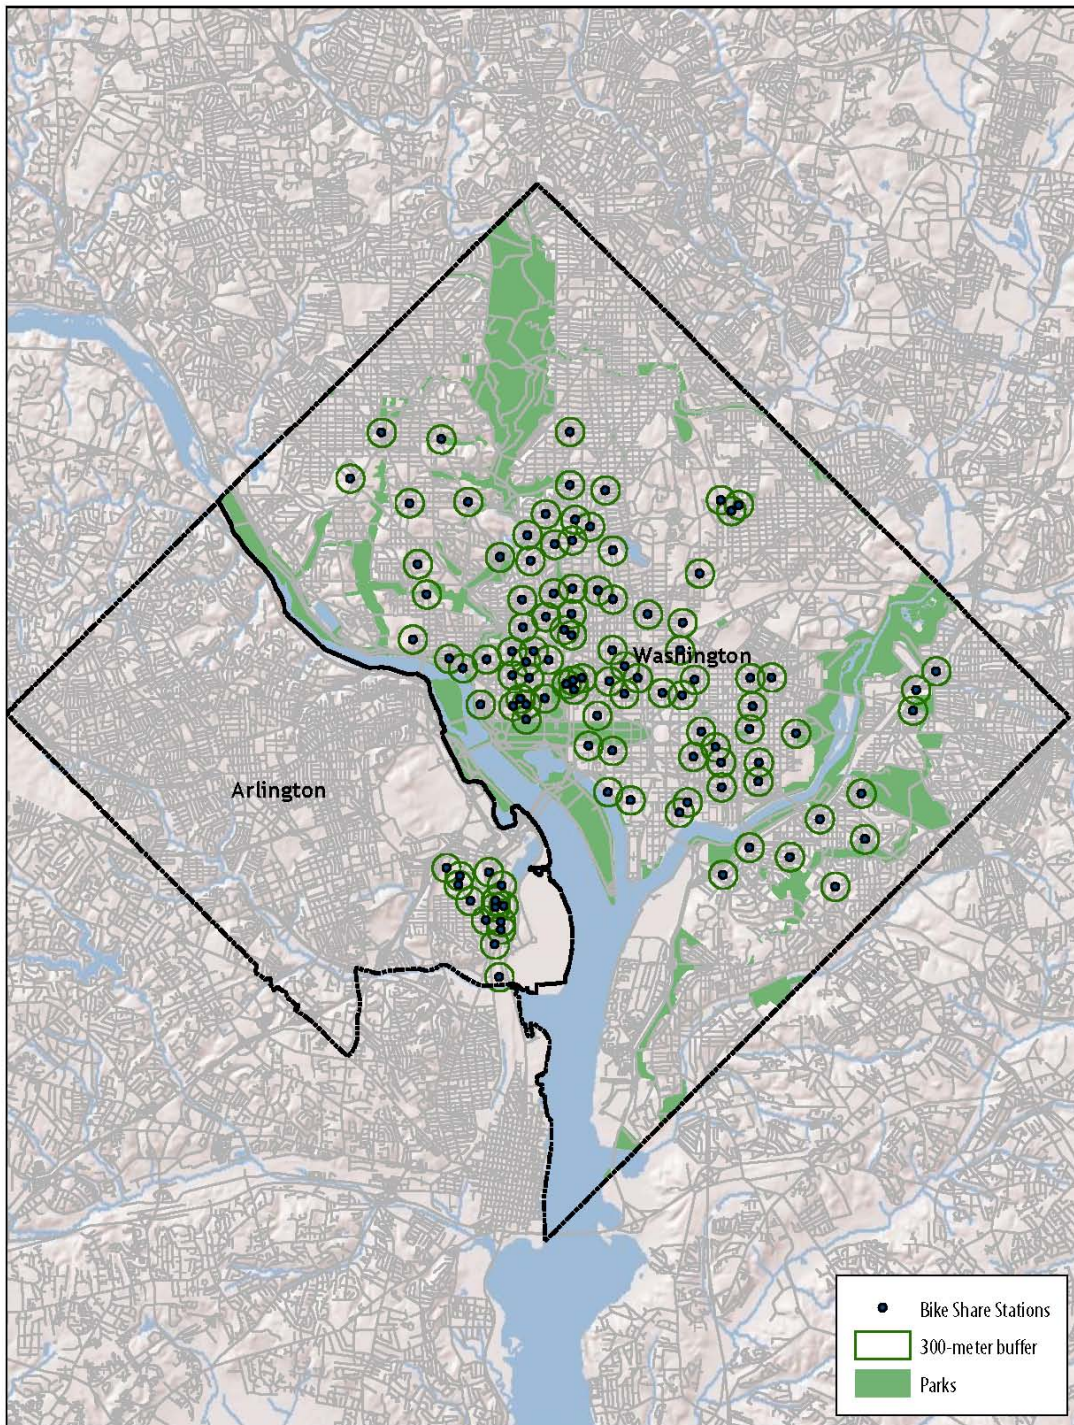 Washington
Arlington
Bike Share Stations
300-meter buffer
Parks